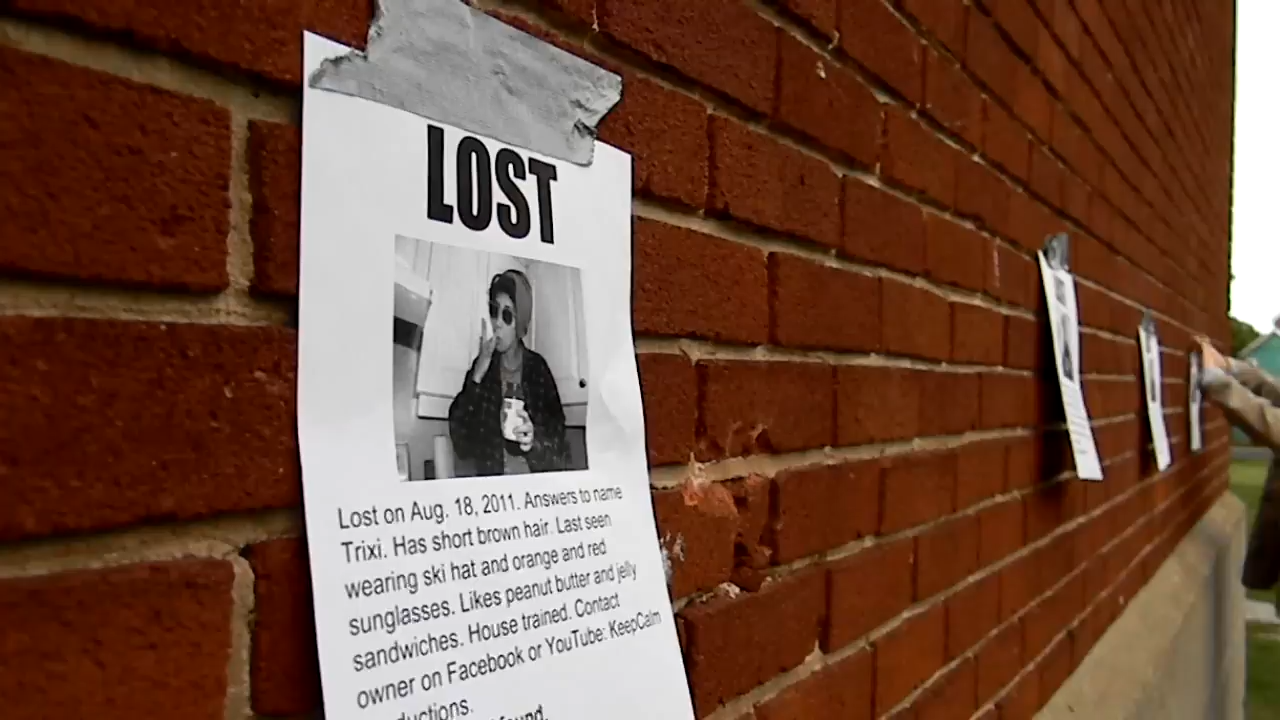 LOST
Lost on Aug. 18, 2011. Answers to name
Trixi. Has short brown hair. Last seen
wearing ski hat and orange and red
sunglasses. Likes peanut butter and jelly
sandwiches. House trained. Contact
owner on Facebook or YouTube: KeepCalm
ductions.
found.